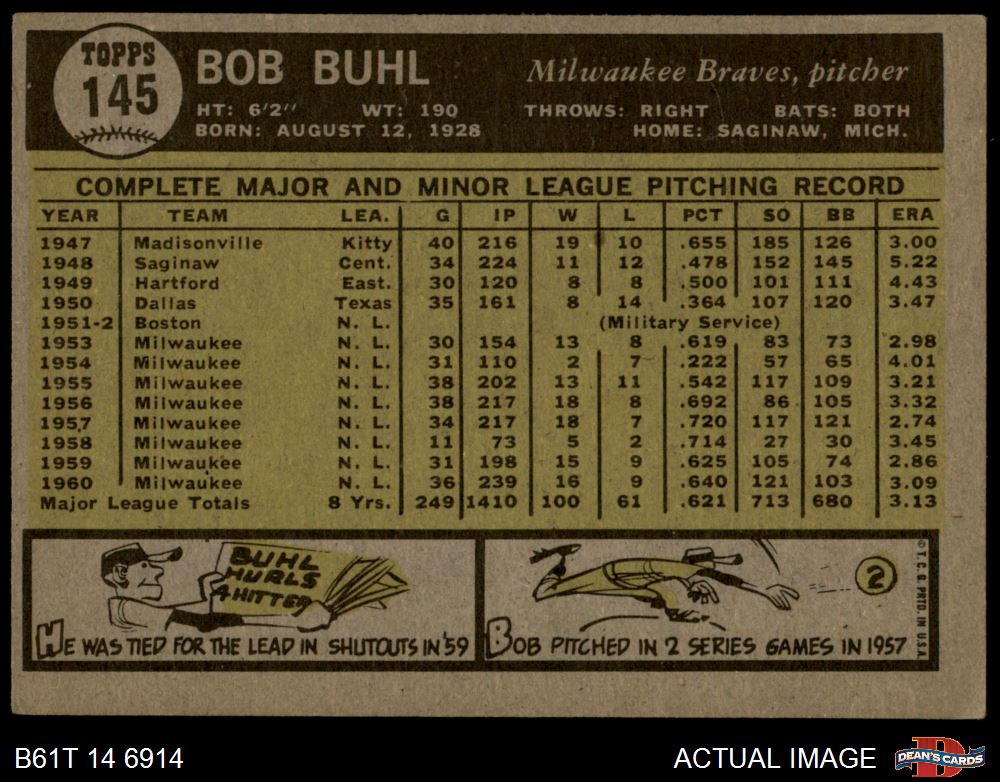 TOPPS
145
BOB BUHL
Milwaukee Braves, pitcher
HT: 6'2" WT: 190 THROWS: RIGHT BATS: BOTH
BORN: AUGUST 12, 1928 HOME: SAGINAW, MICH.
COMPLETE MAJOR AND MINOR LEAGUE PITCHING RECORD
YEAR TEAM LEA. G IP W L PCT SO BB ERA
1947 Madisonville Kitty 40 216 19 10 .655 185 126 3.00
1948 Saginaw Cent. 34 224 11 12 .478 152 145 5.22
1949 Hartford East. 30 120 8 8 .500 101 111 4.43
1950 Dallas Texas 35 161 8 14 .364 107 120 3.47
1951-2 Boston N. L. (Military Service)
1953 Milwaukee N. L. 30 154 13 8 .619 83 73 2.98
1954 Milwaukee N. L. 31 110 2 7 .222 57 65 4.01
1955 Milwaukee N. L. 38 202 13 11 .542 117 109 3.21
1956 Milwaukee N. L. 38 217 18 8 .692 86 105 3.32
1957 Milwaukee N. L. 34 217 18 7 .720 117 121 2.74
1958 Milwaukee N. L. 11 73 5 2 .714 27 30 3.45
1959 Milwaukee N. L. 31 198 15 9 .625 105 74 2.86
1960 Milwaukee N. L. 36 239 16 9 .640 121 103 3.09
Major League Totals 8 Yrs. 249 1410 100 61 .621 713 680 3.13
BUHL
HURLS
4 HITTER
HE WAS TIED FOR THE LEAD IN SHUTOUTS IN '59
2
BOB PITCHED IN 2 SERIES GAMES IN 1957
© T. C. G. PRTD. IN U.S.A.
B61T 14 6914
ACTUAL IMAGE
D
DEAN'S CARDS